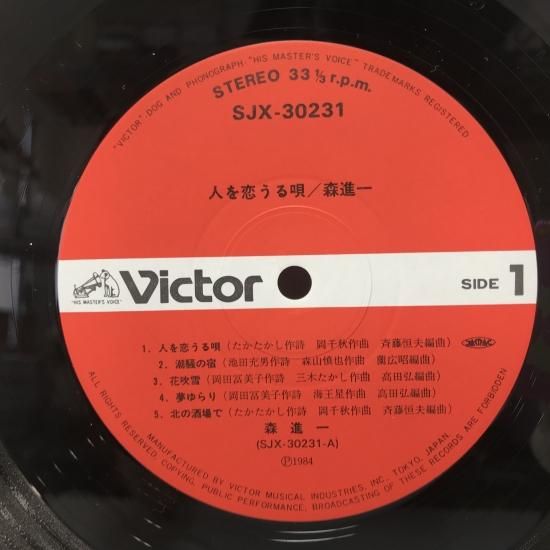 "VICTOR"·DOG AND PHONOGRAPH·"HIS MASTER'S VOICE" TRADEMARKS REGISTERED
STEREO 33 1/3 r.p.m.
SJX-30231
人を恋うる唄/森進一
"HIS MASTER'S VOICE"
Victor
SIDE 1
1. 人を恋うる唄 (たかたかし作詩 岡千秋作曲 斉藤恒夫編曲)
2. 潮騒の宿 (池田充男作詩 森山慎也作曲 蘭広昭編曲)
3. 花吹雪 (岡田冨美子作詩 三木たかし作曲 高田弘編曲)
4. 夢ゆらり (岡田冨美子作詩 海王星作曲 高田弘編曲)
5. 北の酒場で (たかたかし作詩 岡千秋作曲 斉藤恒夫編曲)
森進一
(SJX-30231-A)
Ⓟ1984
MANUFACTURED BY VICTOR MUSICAL INDUSTRIES, INC., TOKYO, JAPAN.
ALL RIGHTS RESERVED. COPYING, PUBLIC PERFORMANCE, BROADCASTING OF THESE RECORDS ARE FORBIDDEN